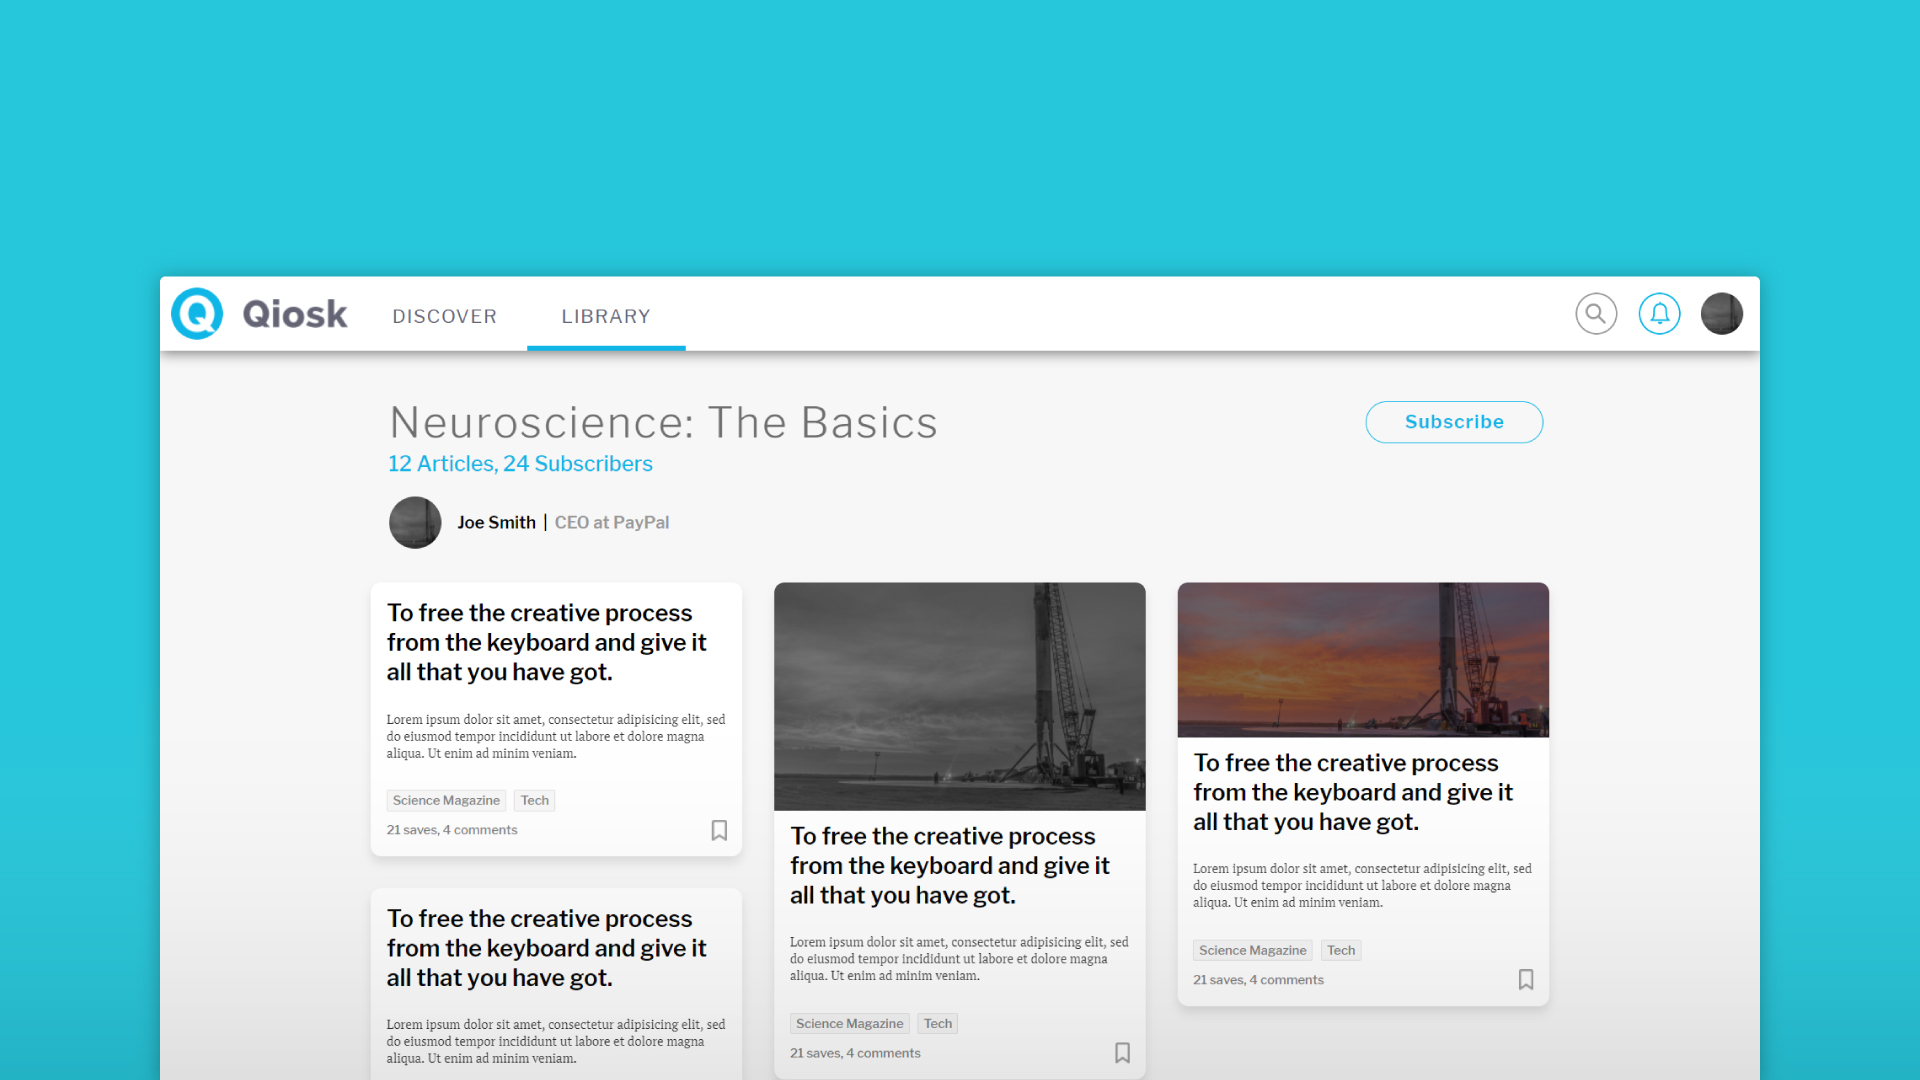 Qiosk
DISCOVER
LIBRARY
Neuroscience: The Basics
Subscribe
12 Articles, 24 Subscribers
Joe Smith | CEO at PayPal
To free the creative process
from the keyboard and give it
all that you have got.
Lorem ipsum dolor sit amet, consectetur adipisicing elit, sed
do eiusmod tempor incididunt ut labore et dolore magna
aliqua. Ut enim ad minim veniam.
Science Magazine
Tech
21 saves, 4 comments
To free the creative process
from the keyboard and give it
all that you have got.
Lorem ipsum dolor sit amet, consectetur adipisicing elit, sed
do eiusmod tempor incididunt ut labore et dolore magna
aliqua. Ut enim ad minim veniam.
To free the creative process
from the keyboard and give it
all that you have got.
Lorem ipsum dolor sit amet, consectetur adipisicing elit, sed
do eiusmod tempor incididunt ut labore et dolore magna
aliqua. Ut enim ad minim veniam.
Science Magazine
Tech
21 saves, 4 comments
To free the creative process
from the keyboard and give it
all that you have got.
Lorem ipsum dolor sit amet, consectetur adipisicing elit, sed
do eiusmod tempor incididunt ut labore et dolore magna
aliqua. Ut enim ad minim veniam.
Science Magazine
Tech
21 saves, 4 comments